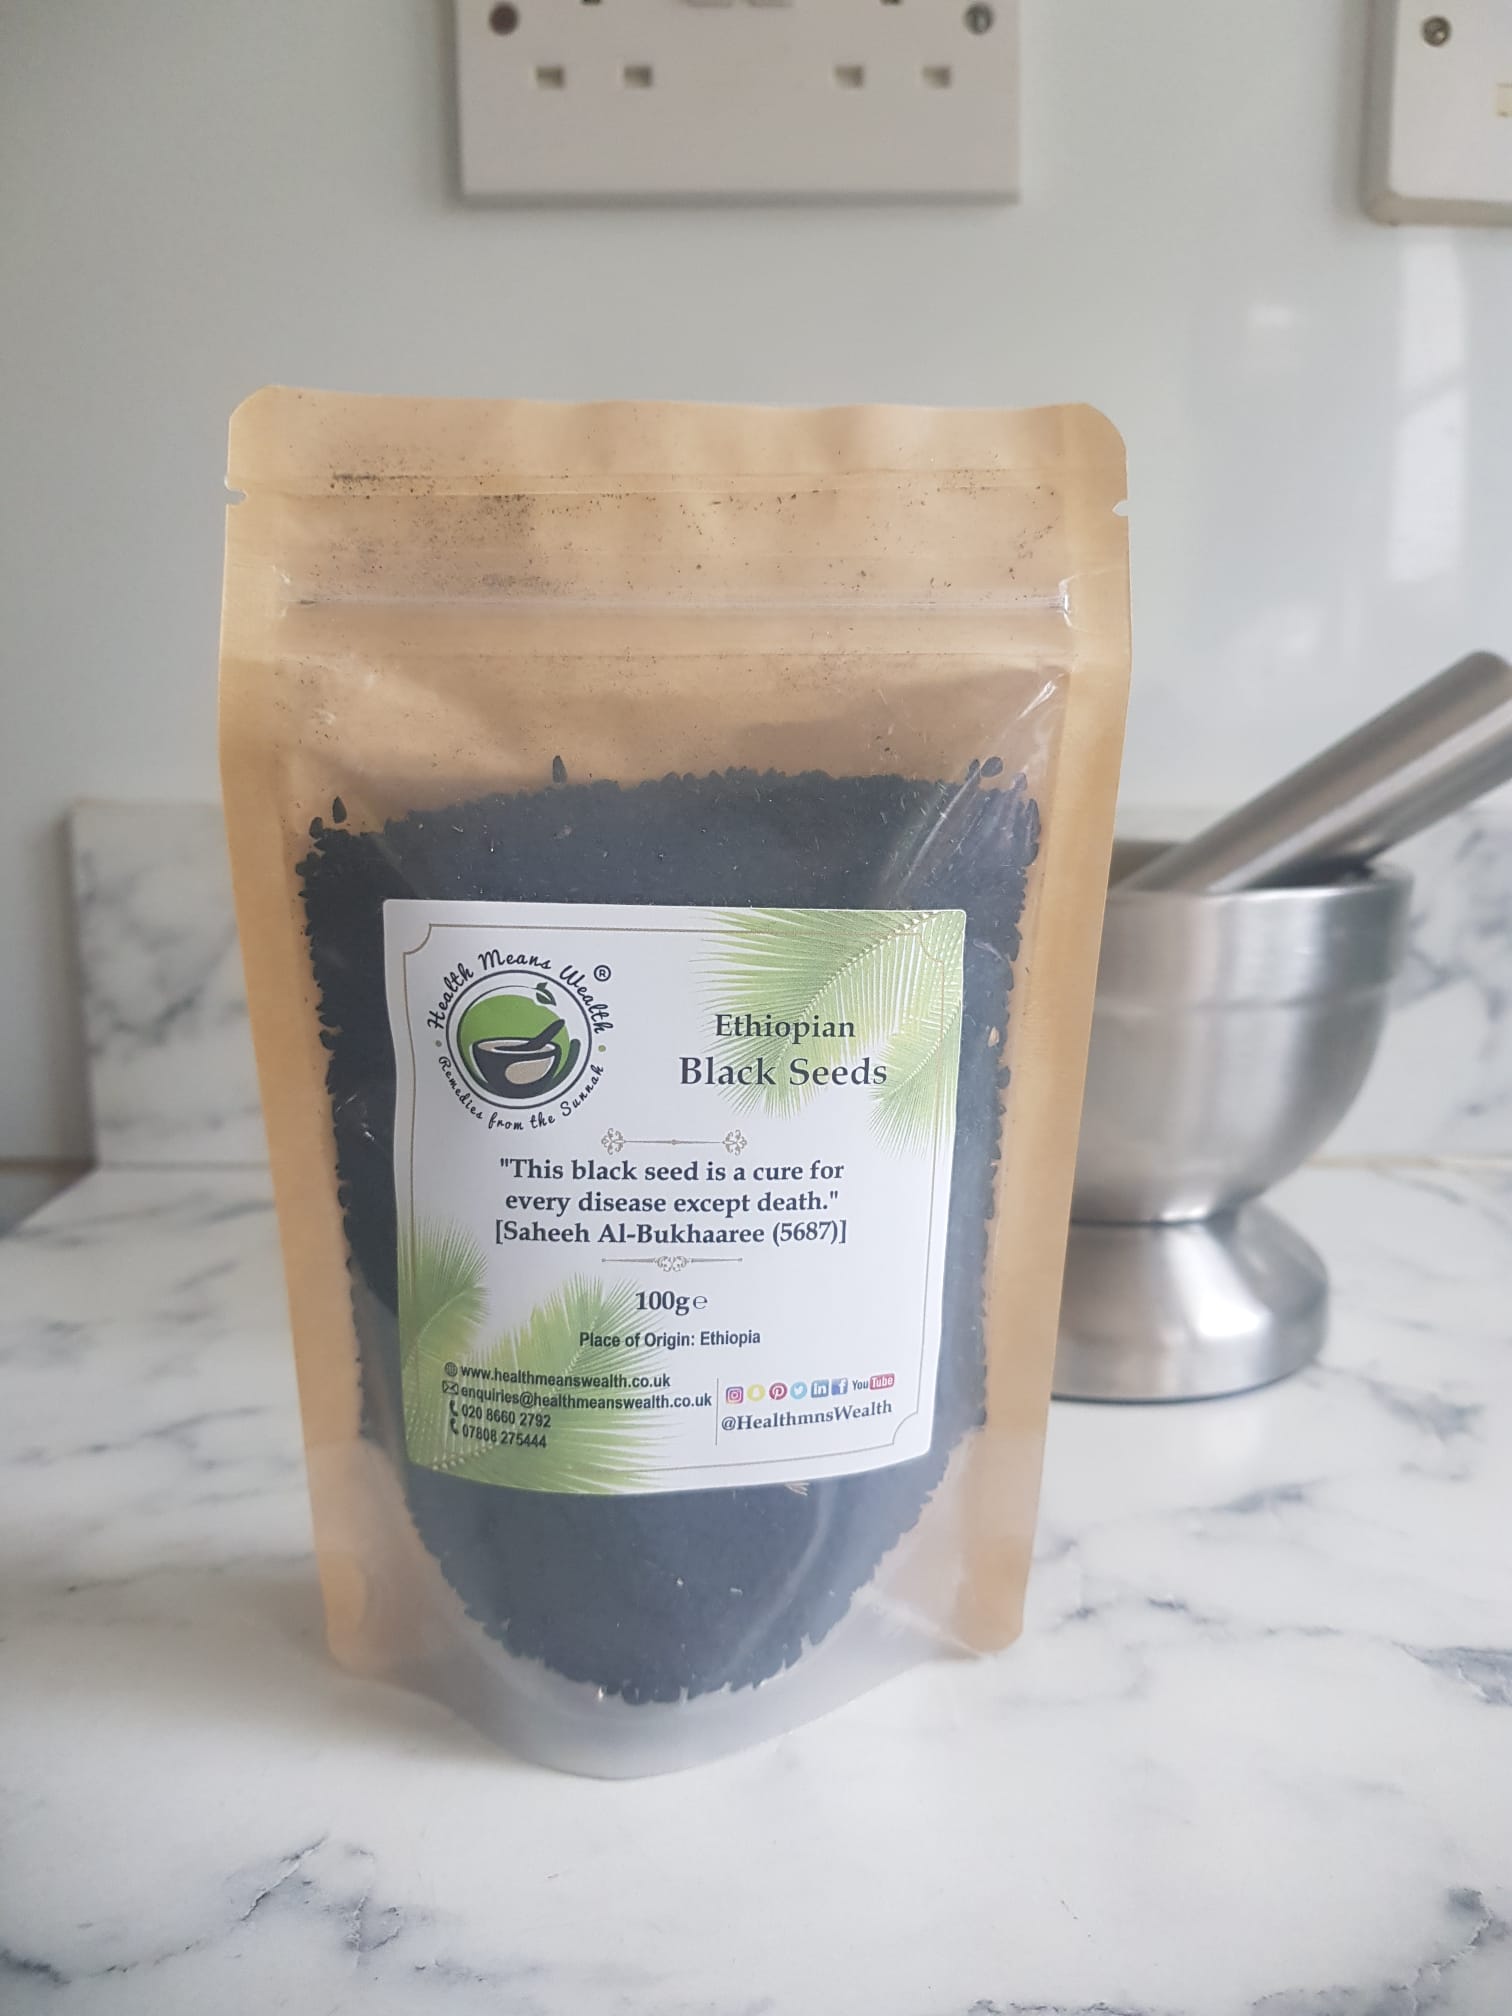 Health Means Wealth ®
Remedies from the Sunnah
Ethiopian
Black Seeds
"This black seed is a cure for
every disease except death."
[Saheeh Al-Bukhaaree (5687)]
100g℮
Place of Origin: Ethiopia
www.healthmeanswealth.co.uk
enquiries@healthmeanswealth.co.uk
020 8660 2792
07808 275444
You Tube
@HealthmnsWealth